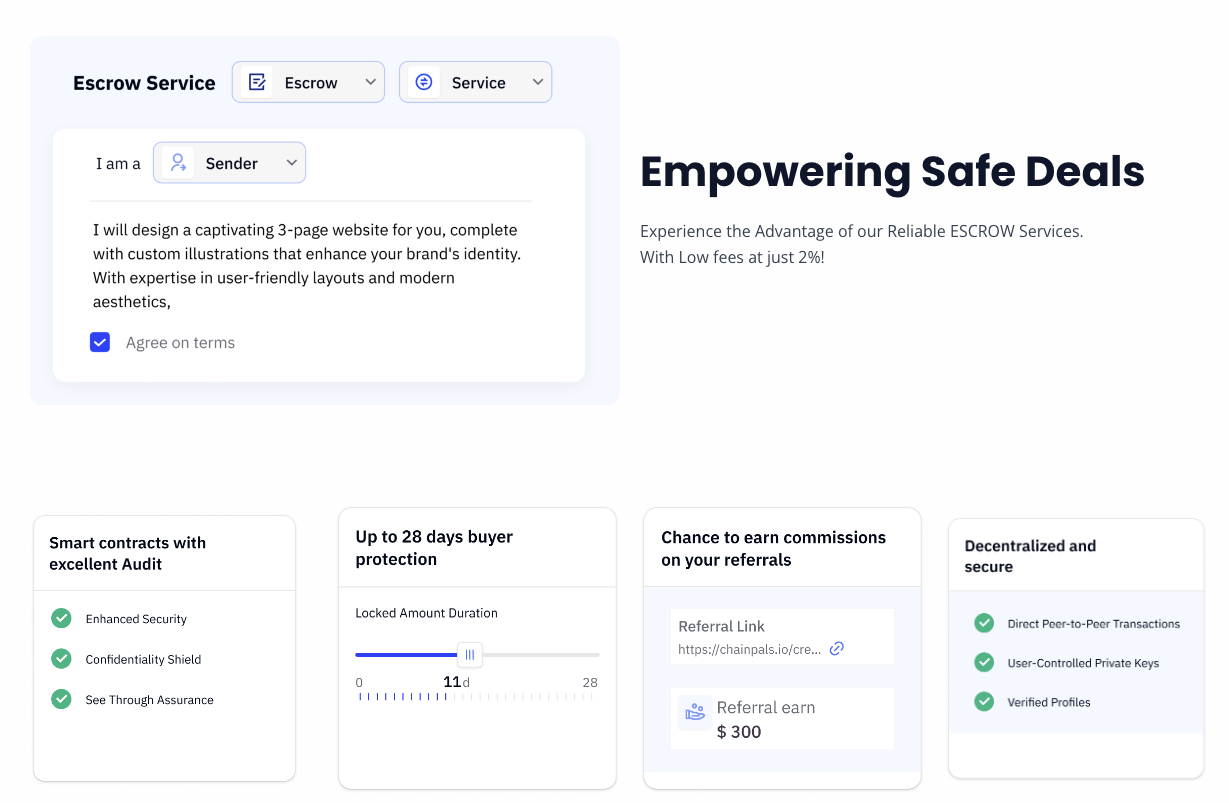 Escrow Service
Escrow
Service
I am a
Sender
I will design a captivating 3-page website for you, complete
with custom illustrations that enhance your brand's identity.
With expertise in user-friendly layouts and modern
aesthetics,
Agree on terms
Empowering Safe Deals
Experience the Advantage of our Reliable ESCROW Services.
With Low fees at just 2%!
Smart contracts with
excellent Audit
Enhanced Security
Confidentiality Shield
See Through Assurance
Up to 28 days buyer
protection
Locked Amount Duration
0 11d 28
Chance to earn commissions
on your referrals
Referral Link
https://chainpals.io/cre...
Referral earn
$ 300
Decentralized and
secure
Direct Peer-to-Peer Transactions
User-Controlled Private Keys
Verified Profiles